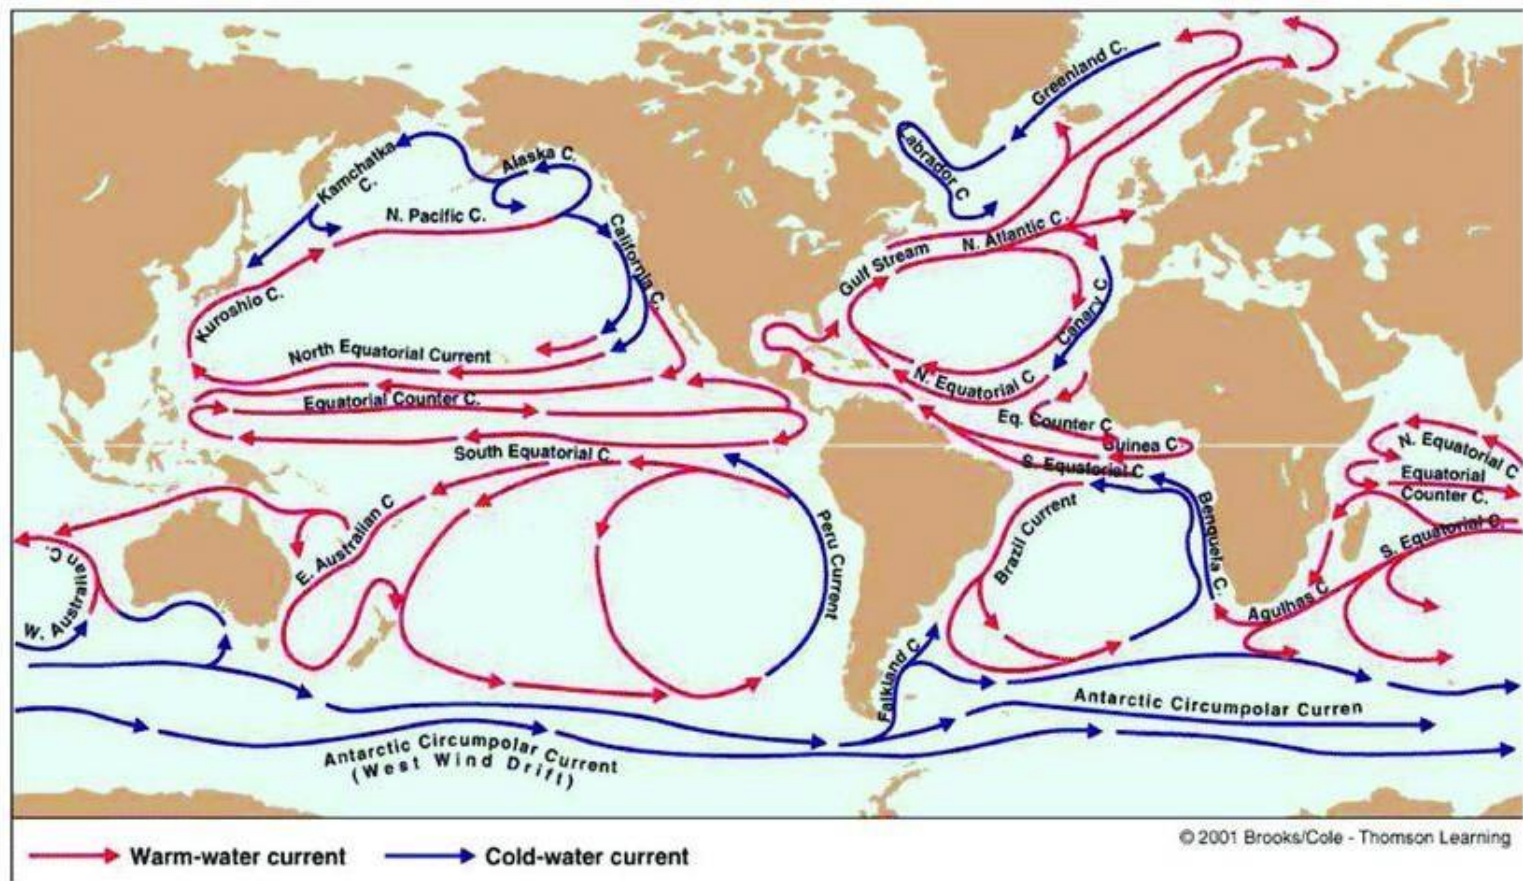 Greenland C.
Labrador C
Alaska C.
Kamchatka
C.
N. Pacific C.
California C.
N. Atlantic C.
Gulf Stream
Kuroshio C.
Canary C
North Equatorial Current
N. Equatorial C
Equatorial Counter C.
Eq. Counter C
Guinea C.
N. Equatorial C
South Equatorial C.
S. Equatorial C
Equatorial
Counter C.
E. Australian C
Peru Current
Brazil Current
Benguela C.
S. Equatorial C.
W. Australian C.
Agulhas C
Falkland C
Antarctic Circumpolar Curren
Antarctic Circumpolar Current
(West Wind Drift)
© 2001 Brooks/Cole - Thomson Learning
Warm-water current
Cold-water current